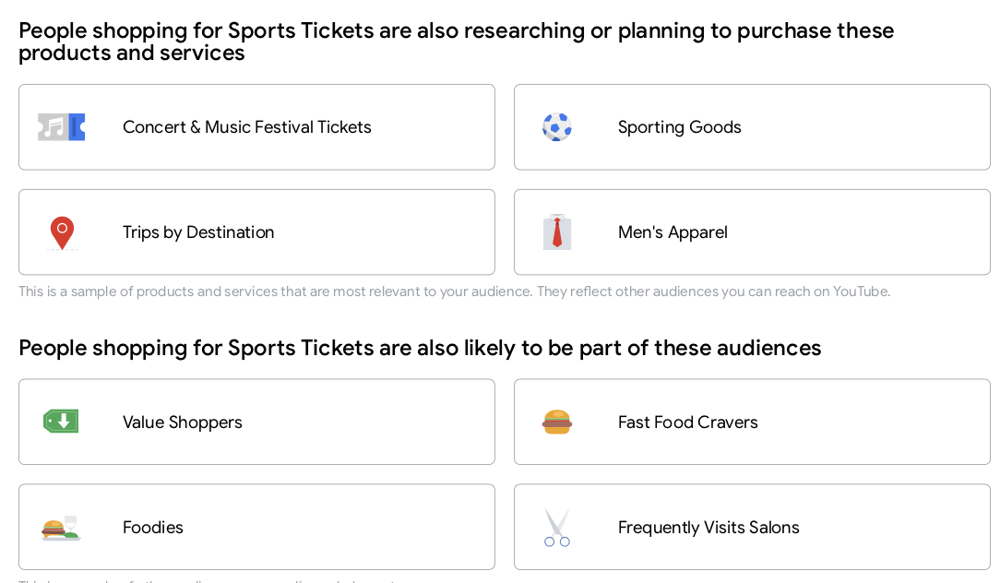 People shopping for Sports Tickets are also researching or planning to purchase these
products and services
Concert & Music Festival Tickets
Sporting Goods
Trips by Destination
Men's Apparel
This is a sample of products and services that are most relevant to your audience. They reflect other audiences you can reach on YouTube.
People shopping for Sports Tickets are also likely to be part of these audiences
Value Shoppers
Fast Food Cravers
Foodies
Frequently Visits Salons